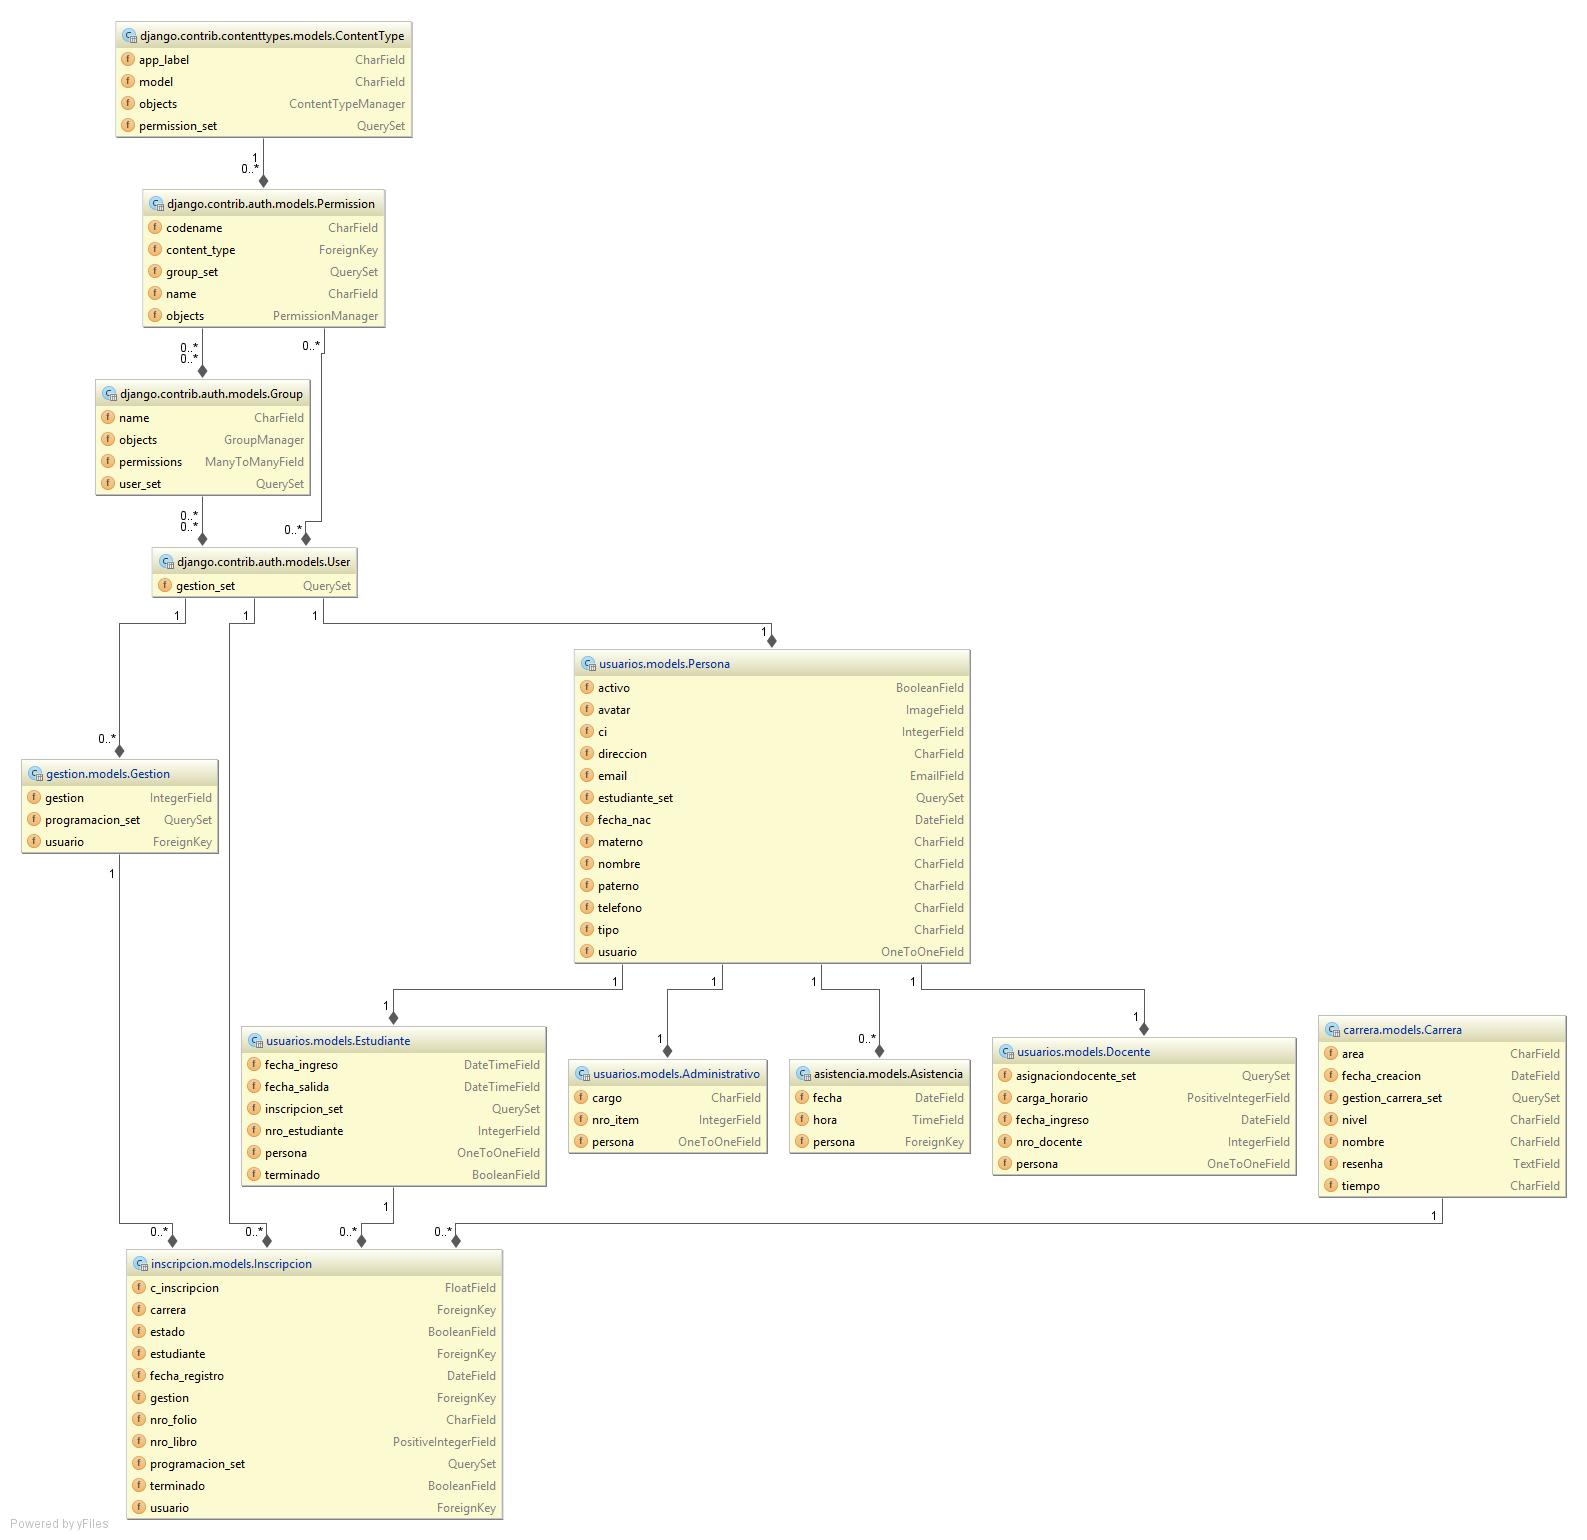 django.contrib.contenttypes.models.ContentType
app_label CharField
model CharField
objects ContentTypeManager
permission_set QuerySet
1
0..*
django.contrib.auth.models.Permission
codename CharField
content_type ForeignKey
group_set QuerySet
name CharField
objects PermissionManager
0..*
0..*
0..*
django.contrib.auth.models.Group
name CharField
objects GroupManager
permissions ManyToManyField
user_set QuerySet
0..*
0..*
0..*
django.contrib.auth.models.User
gestion_set QuerySet
1 1 1
1
usuarios.models.Persona
activo BooleanField
avatar ImageField
ci IntegerField
direccion CharField
email EmailField
estudiante_set QuerySet
fecha_nac DateField
materno CharField
nombre CharField
paterno CharField
telefono CharField
tipo CharField
usuario OneToOneField
0..*
gestion.models.Gestion
gestion IntegerField
programacion_set QuerySet
usuario ForeignKey
1
1 1 1 1
1
usuarios.models.Estudiante
fecha_ingreso DateTimeField
fecha_salida DateTimeField
inscripcion_set QuerySet
nro_estudiante IntegerField
persona OneToOneField
terminado BooleanField
1
usuarios.models.Administrativo
cargo CharField
nro_item IntegerField
persona OneToOneField
0..*
asistencia.models.Asistencia
fecha DateField
hora TimeField
persona ForeignKey
1
usuarios.models.Docente
asignaciondocente_set QuerySet
carga_horario PositiveIntegerField
fecha_ingreso DateField
nro_docente IntegerField
persona OneToOneField
carrera.models.Carrera
area CharField
fecha_creacion DateField
gestion_carrera_set QuerySet
nivel CharField
nombre CharField
resenha TextField
tiempo CharField
1 1
0..* 0..* 0..* 0..*
inscripcion.models.Inscripcion
c_inscripcion FloatField
carrera ForeignKey
estado BooleanField
estudiante ForeignKey
fecha_registro DateField
gestion ForeignKey
nro_folio CharField
nro_libro PositiveIntegerField
programacion_set QuerySet
terminado BooleanField
usuario ForeignKey
Powered by yFiles